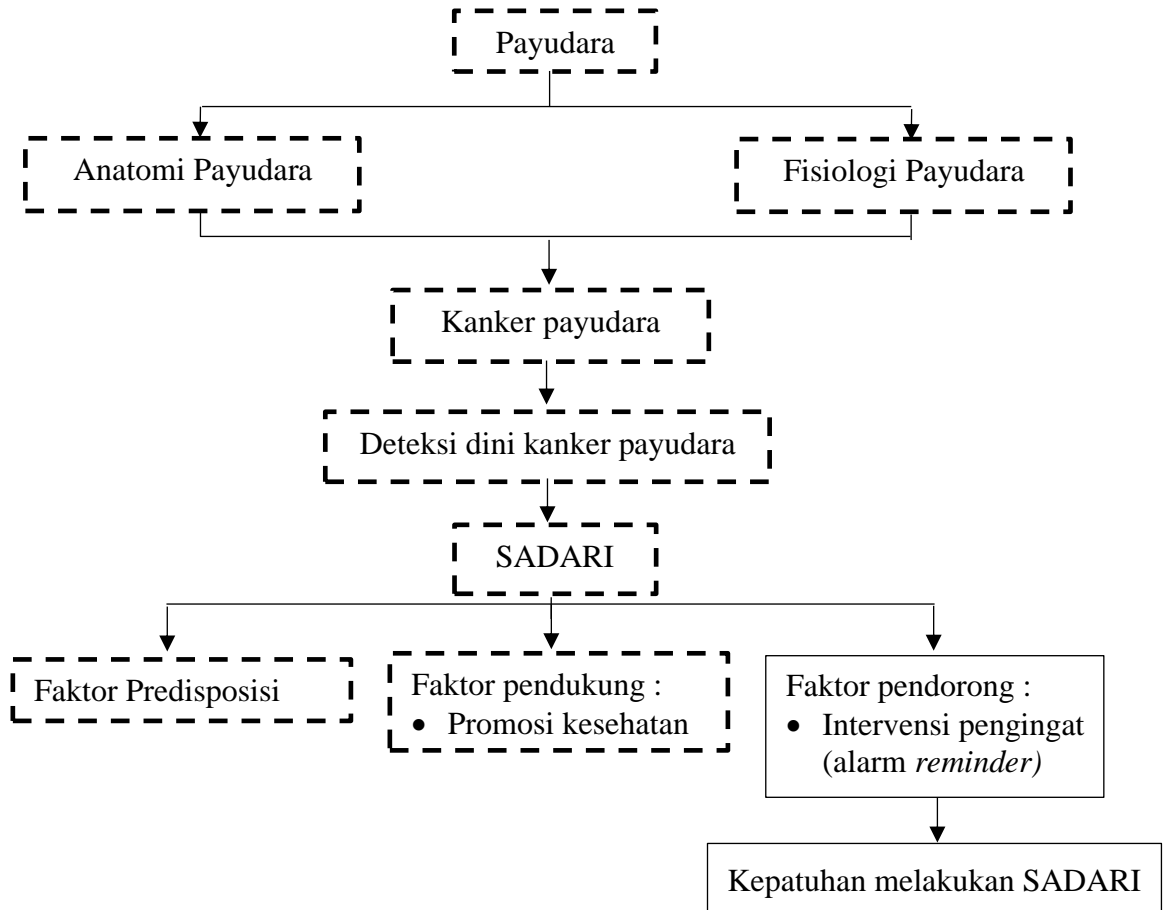 Payudara
Anatomi Payudara
Fisiologi Payudara
Kanker payudara
Deteksi dini kanker payudara
SADARI
Faktor Predisposisi
Faktor pendukung :
• Promosi kesehatan
Faktor pendorong :
• Intervensi pengingat
(alarm reminder)
Kepatuhan melakukan SADARI